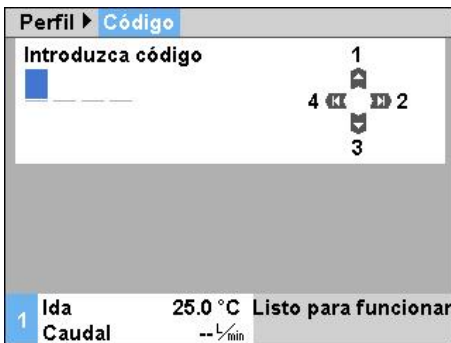 Perfil Código
Introduzca código
1
4 2
3
1
Ida 25.0 °C Listo para funcionar
Caudal -- L/min